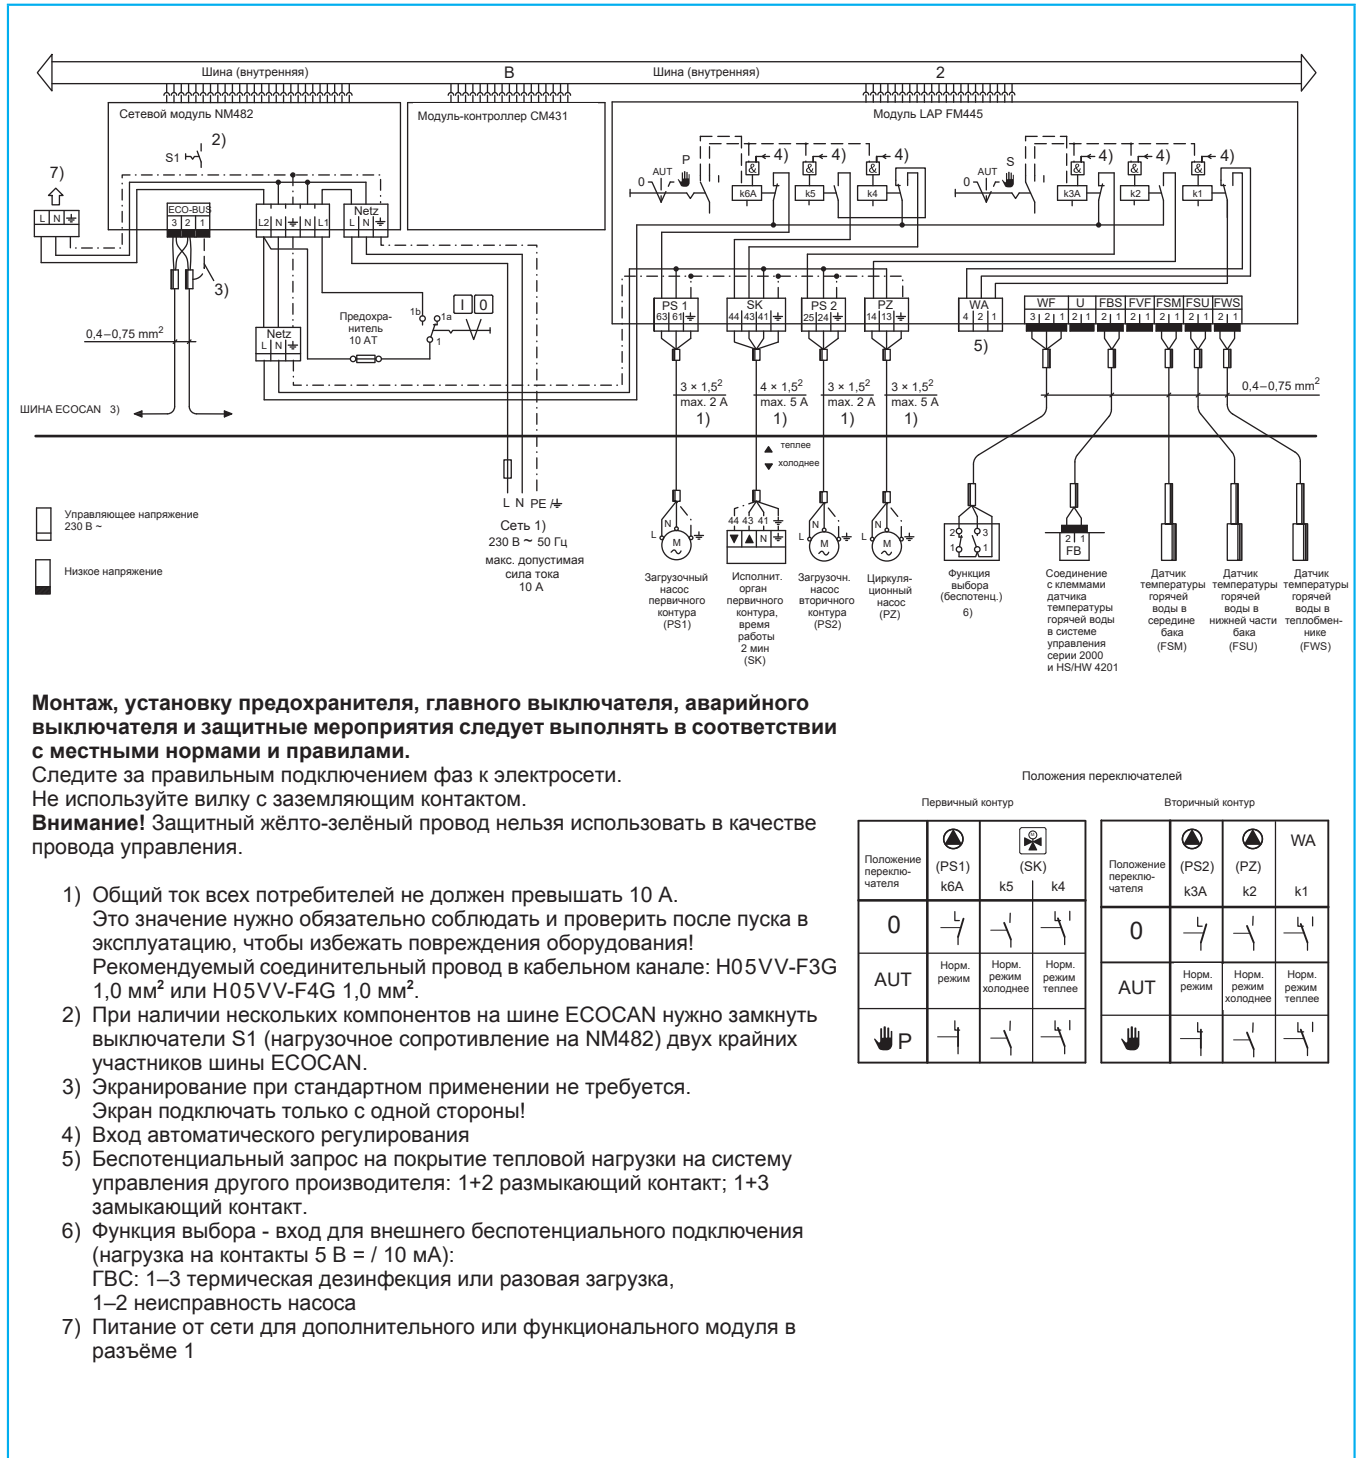 Шина (внутренняя) B Шина (внутренняя) 2
Сетевой модуль NM482
Модуль-контроллер CM431
Модуль LAP FM445
S1 2)
7)
L N
ECO-BUS
3 2 1
L2 N N L1
Netz
L N
3)
0,4–0,75 mm2
ШИНА ECOCAN 3)
Netz
L N
Предохра-
нитель
10 AT
1b 1a
1
I 0
0 AUT P
k6A 4) k5 4) k4 4)
0 AUT S
k3A 4) k2 4) k1 4)
PS 1 SK PS 2 PZ WA WF U FBS FVF FSM FSU FWS
63 61 44 43 41 25 24 14 13 4 2 1 3 2 1 2 1 2 1 2 1 2 1 2 1 2 1
5)
3 × 1,52 4 × 1,52 3 × 1,52 3 × 1,52
max. 2 A max. 5 A max. 2 A max. 5 A
1) 1) 1) 1)
0,4–0,75 mm2
теплее
холоднее
Управляющее напряжение
230 В ~
Низкое напряжение
L N PE /
Сеть 1)
230 В ~ 50 Гц
макс. допустимая
сила тока
10 А
L N
M
~
44 43 41
N
L N
M
~
L N
M
~
2 3
1 1
2 1
FB
Загрузочный
насос
первичного
контура
(PS1)
Исполнит.
орган
первичного
контура,
время
работы
2 мин
(SK)
Загрузочн.
насос
вторичного
контура
(PS2)
Циркуля-
ционный
насос
(PZ)
Функция
выбора
(беспотенц.)
6)
Соединение
с клеммами
датчика
температуры
горячей воды
в системе
управления
серии 2000
и HS/HW 4201
Датчик
температуры
горячей
воды в
середине
бака
(FSM)
Датчик
температуры
горячей
воды в
нижней части
бака
(FSU)
Датчик
температуры
горячей
воды в
теплобмен-
нике
(FWS)
Монтаж, установку предохранителя, главного выключателя, аварийного
выключателя и защитные мероприятия следует выполнять в соответствии
с местными нормами и правилами.
Следите за правильным подключением фаз к электросети.
Не используйте вилку с заземляющим контактом.
Внимание! Защитный жёлто-зелёный провод нельзя использовать в качестве
провода управления.
1) Общий ток всех потребителей не должен превышать 10 А.
Это значение нужно обязательно соблюдать и проверить после пуска в
эксплуатацию, чтобы избежать повреждения оборудования!
Рекомендуемый соединительный провод в кабельном канале: H05VV-F3G
1,0 мм2 или H05VV-F4G 1,0 мм2.
2) При наличии нескольких компонентов на шине ECOCAN нужно замкнуть
выключатели S1 (нагрузочное сопротивление на NM482) двух крайних
участников шины ECOCAN.
3) Экранирование при стандартном применении не требуется.
Экран подключать только с одной стороны!
4) Вход автоматического регулирования
5) Беспотенциальный запрос на покрытие тепловой нагрузки на систему
управления другого производителя: 1+2 размыкающий контакт; 1+3
замыкающий контакт.
6) Функция выбора - вход для внешнего беспотенциального подключения
(нагрузка на контакты 5 В = / 10 мА):
ГВС: 1–3 термическая дезинфекция или разовая загрузка,
1–2 неисправность насоса
7) Питание от сети для дополнительного или функционального модуля в
разъёме 1
Положения переключателей
Первичный контур
Положение
переклю-
чателя
(PS1) (SK)
k6A k5 k4
0
AUT
Норм.
режим
Норм.
режим
холоднее
Норм.
режим
теплее
P
Вторичный контур
Положение
переклю-
чателя
(PS2) (PZ) WA
k3A k2 k1
0
AUT
Норм.
режим
Норм.
режим
холоднее
Норм.
режим
теплее